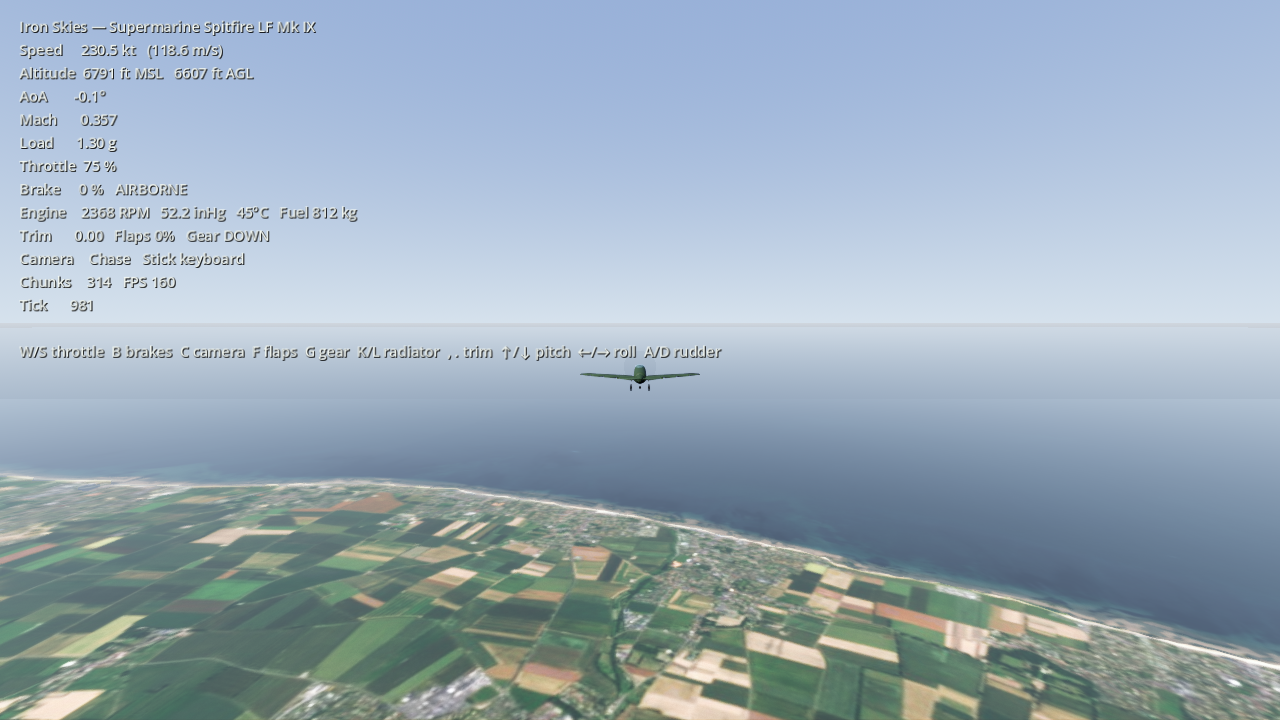 Iron Skies — Supermarine Spitfire LF Mk IX
Speed 230.5 kt (118.6 m/s)
Altitude 6791 ft MSL 6607 ft AGL
AoA -0.1°
Mach 0.357
Load 1.30 g
Throttle 75 %
Brake 0 % AIRBORNE
Engine 2368 RPM 52.2 inHg 45°C Fuel 812 kg
Trim 0.00 Flaps 0% Gear DOWN
Camera Chase Stick keyboard
Chunks 314 FPS 160
Tick 981
W/S throttle B brakes C camera F flaps G gear K/L radiator , . trim ↑/↓ pitch ←/→ roll A/D rudder